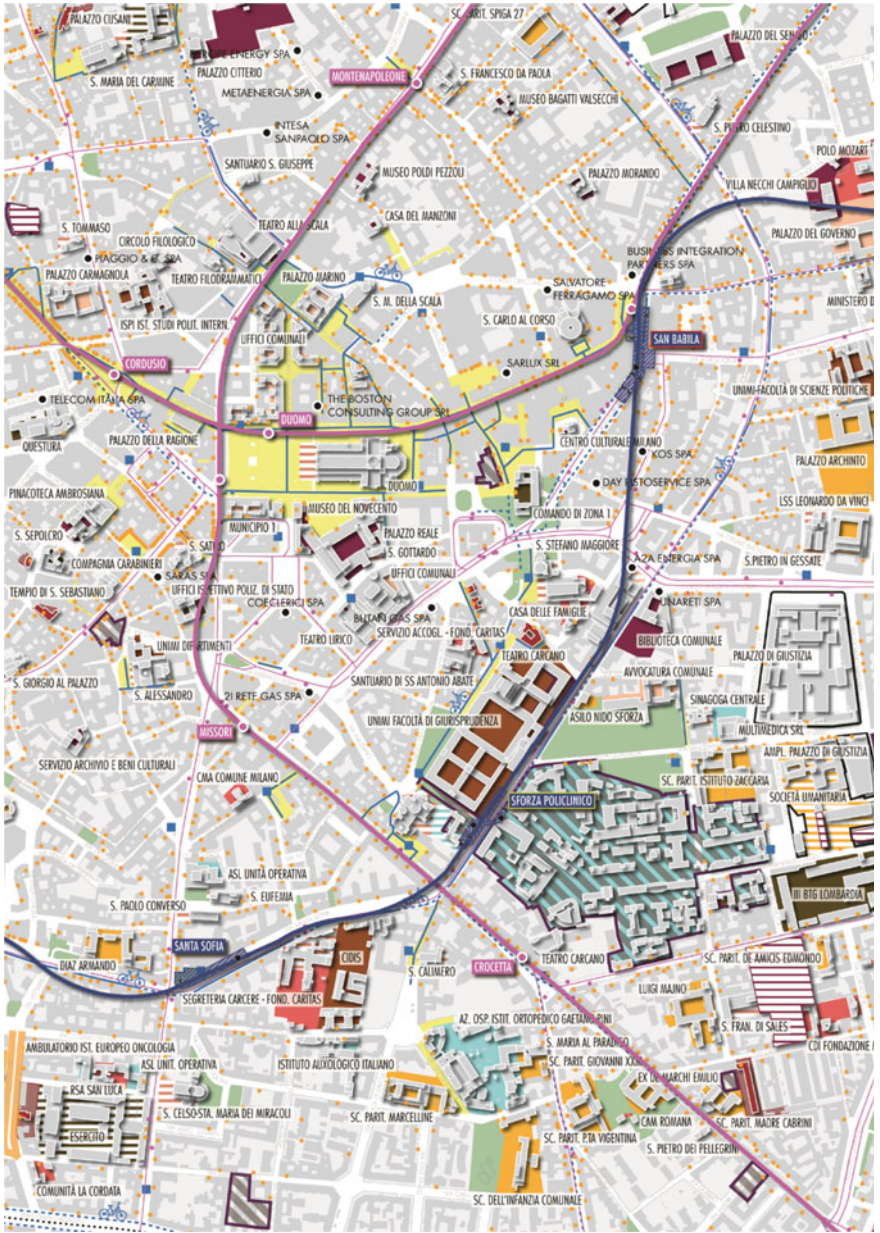 PALAZZO CUSANI
SC. PARIT. SPIGA 27
EUROPE ENERGY SPA
PALAZZO CITTERIO
S. MARIA DEL CARMINE
MONTENAPOLEONE
S. FRANCESCO DA PAOLA
METAENERGIA SPA
MUSEO BAGATTI VALSECCHI
INTESA
SANPAOLO SPA
S. PIETRO CELESTINO
SANTUARIO S. GIUSEPPE
POLO MOZART
MUSEO POLDI PEZZOLI
PALAZZO MORANDO
VILLA NECCHI CAMPIGLIO
S. TOMMASO
CASA DEL MANZONI
TEATRO ALLA SCALA
PALAZZO DEL GOVERNO
CIRCOLO FILOLOGICO
PIAGGIO & C. SPA
BUSINESS INTEGRATION
PARTNERS SPA
PALAZZO CARMAGNOLA
TEATRO FILODRAMMATICI
PALAZZO MARINO
SALVATORE
FERRAGAMO SPA
S. M. DELLA SCALA
MINISTERO D
ISPI IST. STUDI POLIT. INTERN.
S. CARLO AL CORSO
UFFICI COMUNALI
SAN BABILA
CORDUSIO
SARLUX SRL
UNIMI-FACOLTÀ DI SCIENZE POLITICHE
TELECOM ITALIA SPA
THE BOSTON
CONSULTING GROUP SRL
DUOMO
QUESTURA
PALAZZO DELLA RAGIONE
CENTRO CULTURALE MILANO
KOS SPA
PALAZZO ARCHINTO
DUOMO
DAY RISTOSERVICE SPA
PINACOTECA AMBROSIANA
MUSEO DEL NOVECENTO
COMANDO DI ZONA 1
LSS LEONARDO DA VINCI
MUNICIPIO 1
PALAZZO REALE
S. SEPOLCRO
S. GOTTARDO
S. STEFANO MAGGIORE
S. SATIRO
COMPAGNIA CARABINIERI
A2A ENERGIA SPA
S.PIETRO IN GESSATE
SARAS SPA
UFFICI COMUNALI
UFFICI ISPETTIVO POLIZ. DI STATO
TEMPIO DI S. SEBASTIANO
COECLERICI SPA
BUTAN GAS SPA
CASA DELLE FAMIGLIE
UNARETI SPA
TEATRO LIRICO
SERVIZIO ACCOGL. - FOND. CARITAS
BIBLIOTECA COMUNALE
UNIMI DIPARTIMENTI
TEATRO CARCANO
PALAZZO DI GIUSTIZIA
S. GIORGIO AL PALAZZO
S. ALESSANDRO
SANTUARIO DI SS ANTONIO ABATE
AVVOCATURA COMUNALE
2I RETE GAS SPA
SINAGOGA CENTRALE
UNIMI FACOLTÀ DI GIURISPRUDENZA
ASILO NIDO SFORZA
MISSORI
MULTIMEDICA SRL
AMPL. PALAZZO DI GIUSTIZIA
SERVIZIO ARCHIVIO E BENI CULTURALI
SC. PARIT. ISTITUTO ZACCARIA
CMA COMUNE MILANO
SOCIETÀ UMANITARIA
SFORZA POLICLINICO
ASL UNITÀ OPERATIVA
III BTG LOMBARDIA
S. EUFEMIA
S. PAOLO CONVERSO
SANTA SOFIA
TEATRO CARCANO
SC. PARIT. DE AMICIS EDMONDO
CIDIS
DIAZ ARMANDO
S. CALIMERO
CROCETTA
LUIGI MAJNO
SEGRETERIA CARCERE - FOND. CARITAS
AZ. OSP. ISTIT. ORTOPEDICO GAETANO PINI
S. FRAN. DI SALES
AMBULATORIO IST. EUROPEO ONCOLOGIA
S. MARIA AL PARADISO
CDI FONDAZIONE
ASL UNIT. OPERATIVA
ISTITUTO AUXOLOGICO ITALIANO
SC. PARIT. GIOVANNI XXIII
RSA SAN LUCA
EX DE MARCHI EMILIO
S. CELSO-STA. MARIA DEI MIRACOLI
SC. PARIT. MARCELLINE
CAM ROMANA
SC. PARIT. MADRE CABRINI
ESERCITO
SC. PARIT. P.TA VIGENTINA
S. PIETRO DEI PELLEGRINI
COMUNITÀ LA CORDATA
SC. DELL'INFANZIA COMUNALE